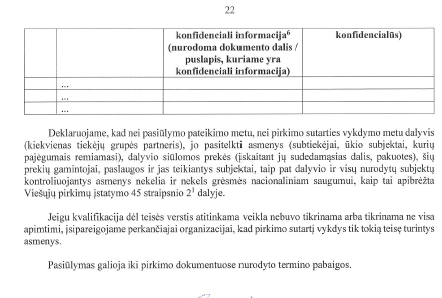 22
konfidenciali informacija⁶ konfidencialūs)
(nurodoma dokumento dalis /
puslapis, kuriame yra
konfidenciali informacija)
...
...
...
Deklaruojame, kad nei pasiūlymo pateikimo metu, nei pirkimo sutarties vykdymo metu dalyvis
(kiekvienas tiekėjų grupės partneris), jo pasitelkti asmenys (subtiekėjai, ūkio subjektai, kurių
pajėgumais remiamasi), dalyvio siūlomos prekės (įskaitant jų sudedamąsias dalis, pakuotes), šių
prekių gamintojai, paslaugos ir jas teikiantys subjektai, taip pat dalyvio ir visų nurodytų subjektų
kontroliuojantys asmenys nekelia ir nekels grėsmės nacionaliniam saugumui, kaip tai apibrėžta
Viešųjų pirkimų įstatymo 45 straipsnio 2¹ dalyje.
Jeigu kvalifikacija dėl teisės verstis atitinkama veikla nebuvo tikrinama arba tikrinama ne visa
apimtimi, įsipareigojame perkančiajai organizacijai, kad pirkimo sutartį vykdys tik tokią teisę turintys
asmenys.
Pasiūlymas galioja iki pirkimo dokumentuose nurodyto termino pabaigos.